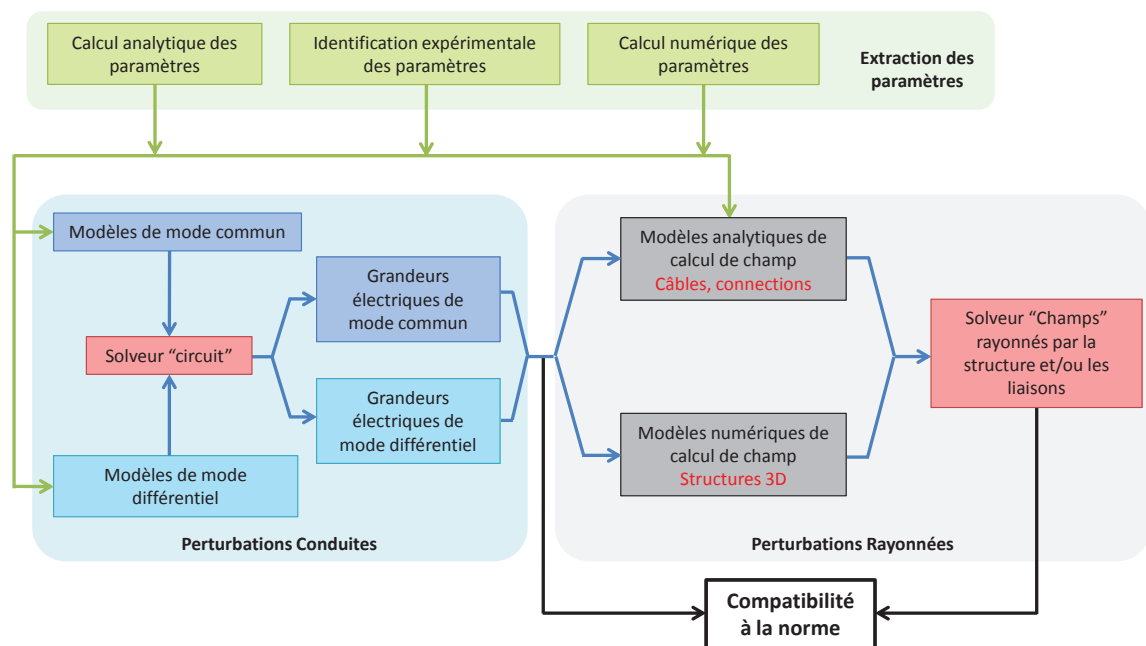 Calcul analytique des
paramètres
Identification expérimentale
des paramètres
Calcul numérique des
paramètres
Extraction des
paramètres
Modèles de mode commun
Grandeurs
électriques de
mode commun
Solveur “circuit”
Grandeurs
électriques de
mode différentiel
Modèles de mode
différentiel
Perturbations Conduites
Modèles analytiques de
calcul de champ
Câbles, connections
Solveur “Champs”
rayonnés par la
structure et/ou les
liaisons
Modèles numériques de
calcul de champ
Structures 3D
Perturbations Rayonnées
Compatibilité
à la norme